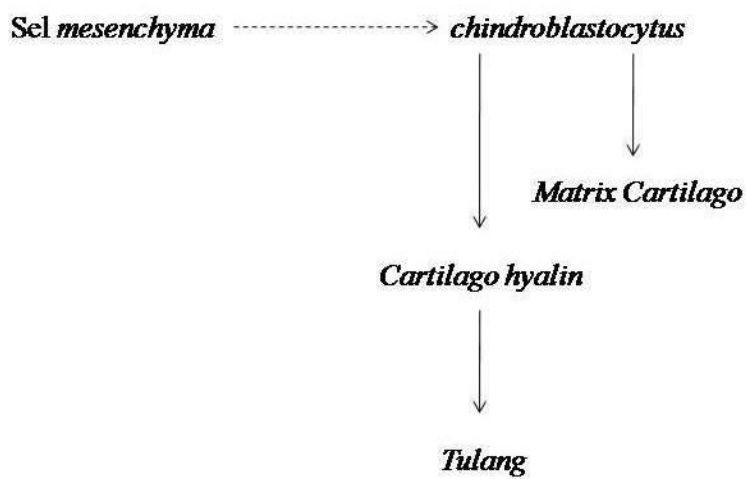 Sel mesenchyma chindroblastocytus
Matrix Cartilago
Cartilago hyalin
Tulang